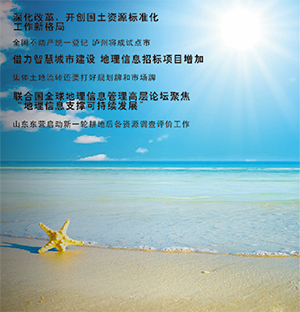 深化改革、开创国土资源标准化
工作新格局
全国不动产统一登记 泸州将成试点市
借力智慧城市建设 地理信息招标项目增加
集体土地流转还要打好规划牌和市场牌
联合国全球地理信息管理高层论坛聚焦
“地理信息支撑可持续发展”
山东东营启动新一轮耕地后备资源调查评价工作